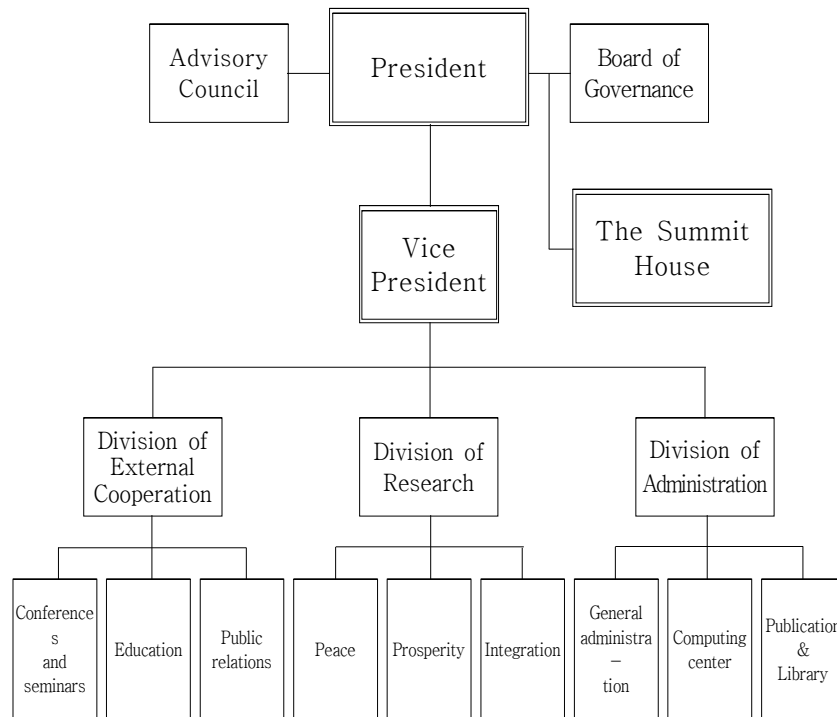 Advisory
Council
President
Board of
Governance
The Summit
House
Vice
President
Division of
External
Cooperation
Division of
Research
Division of
Administration
Conference
s
and
seminars
Education
Public
relations
Peace
Prosperity
Integration
General
administra
–
tion
Computing
center
Publication
&
Library